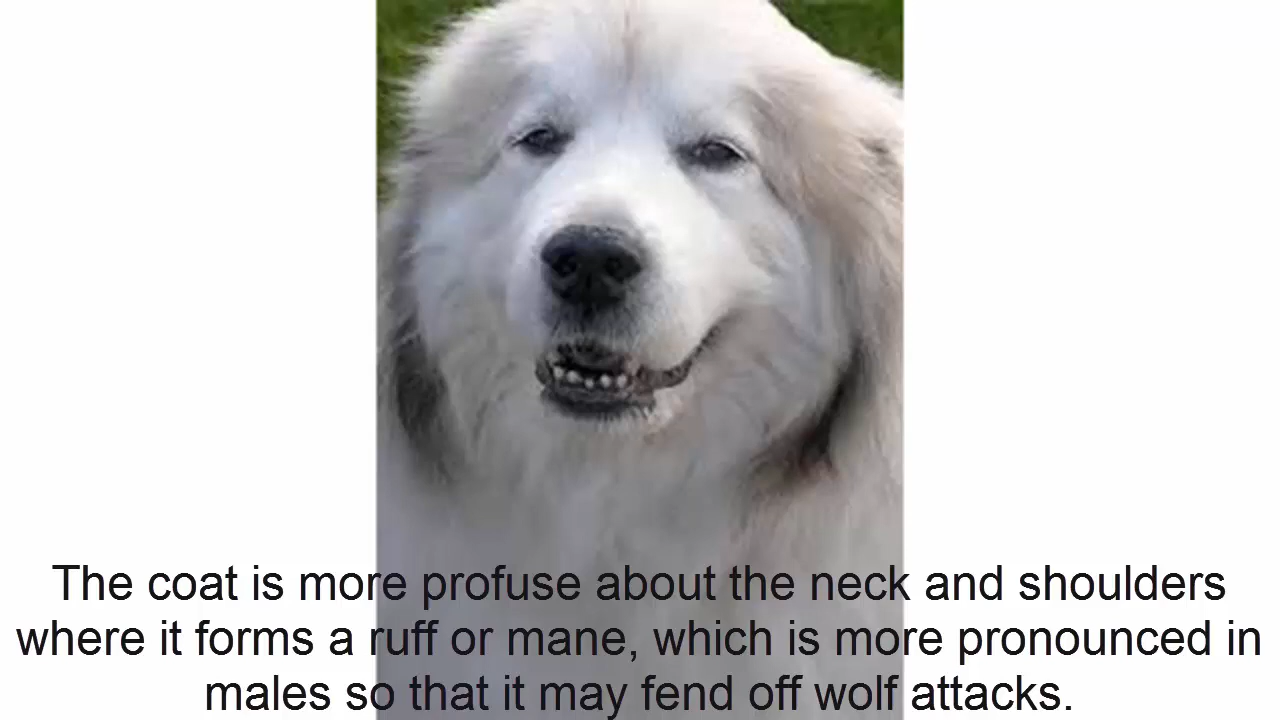 The coat is more profuse about the neck and shoulders
where it forms a ruff or mane, which is more pronounced in
males so that it may fend off wolf attacks.